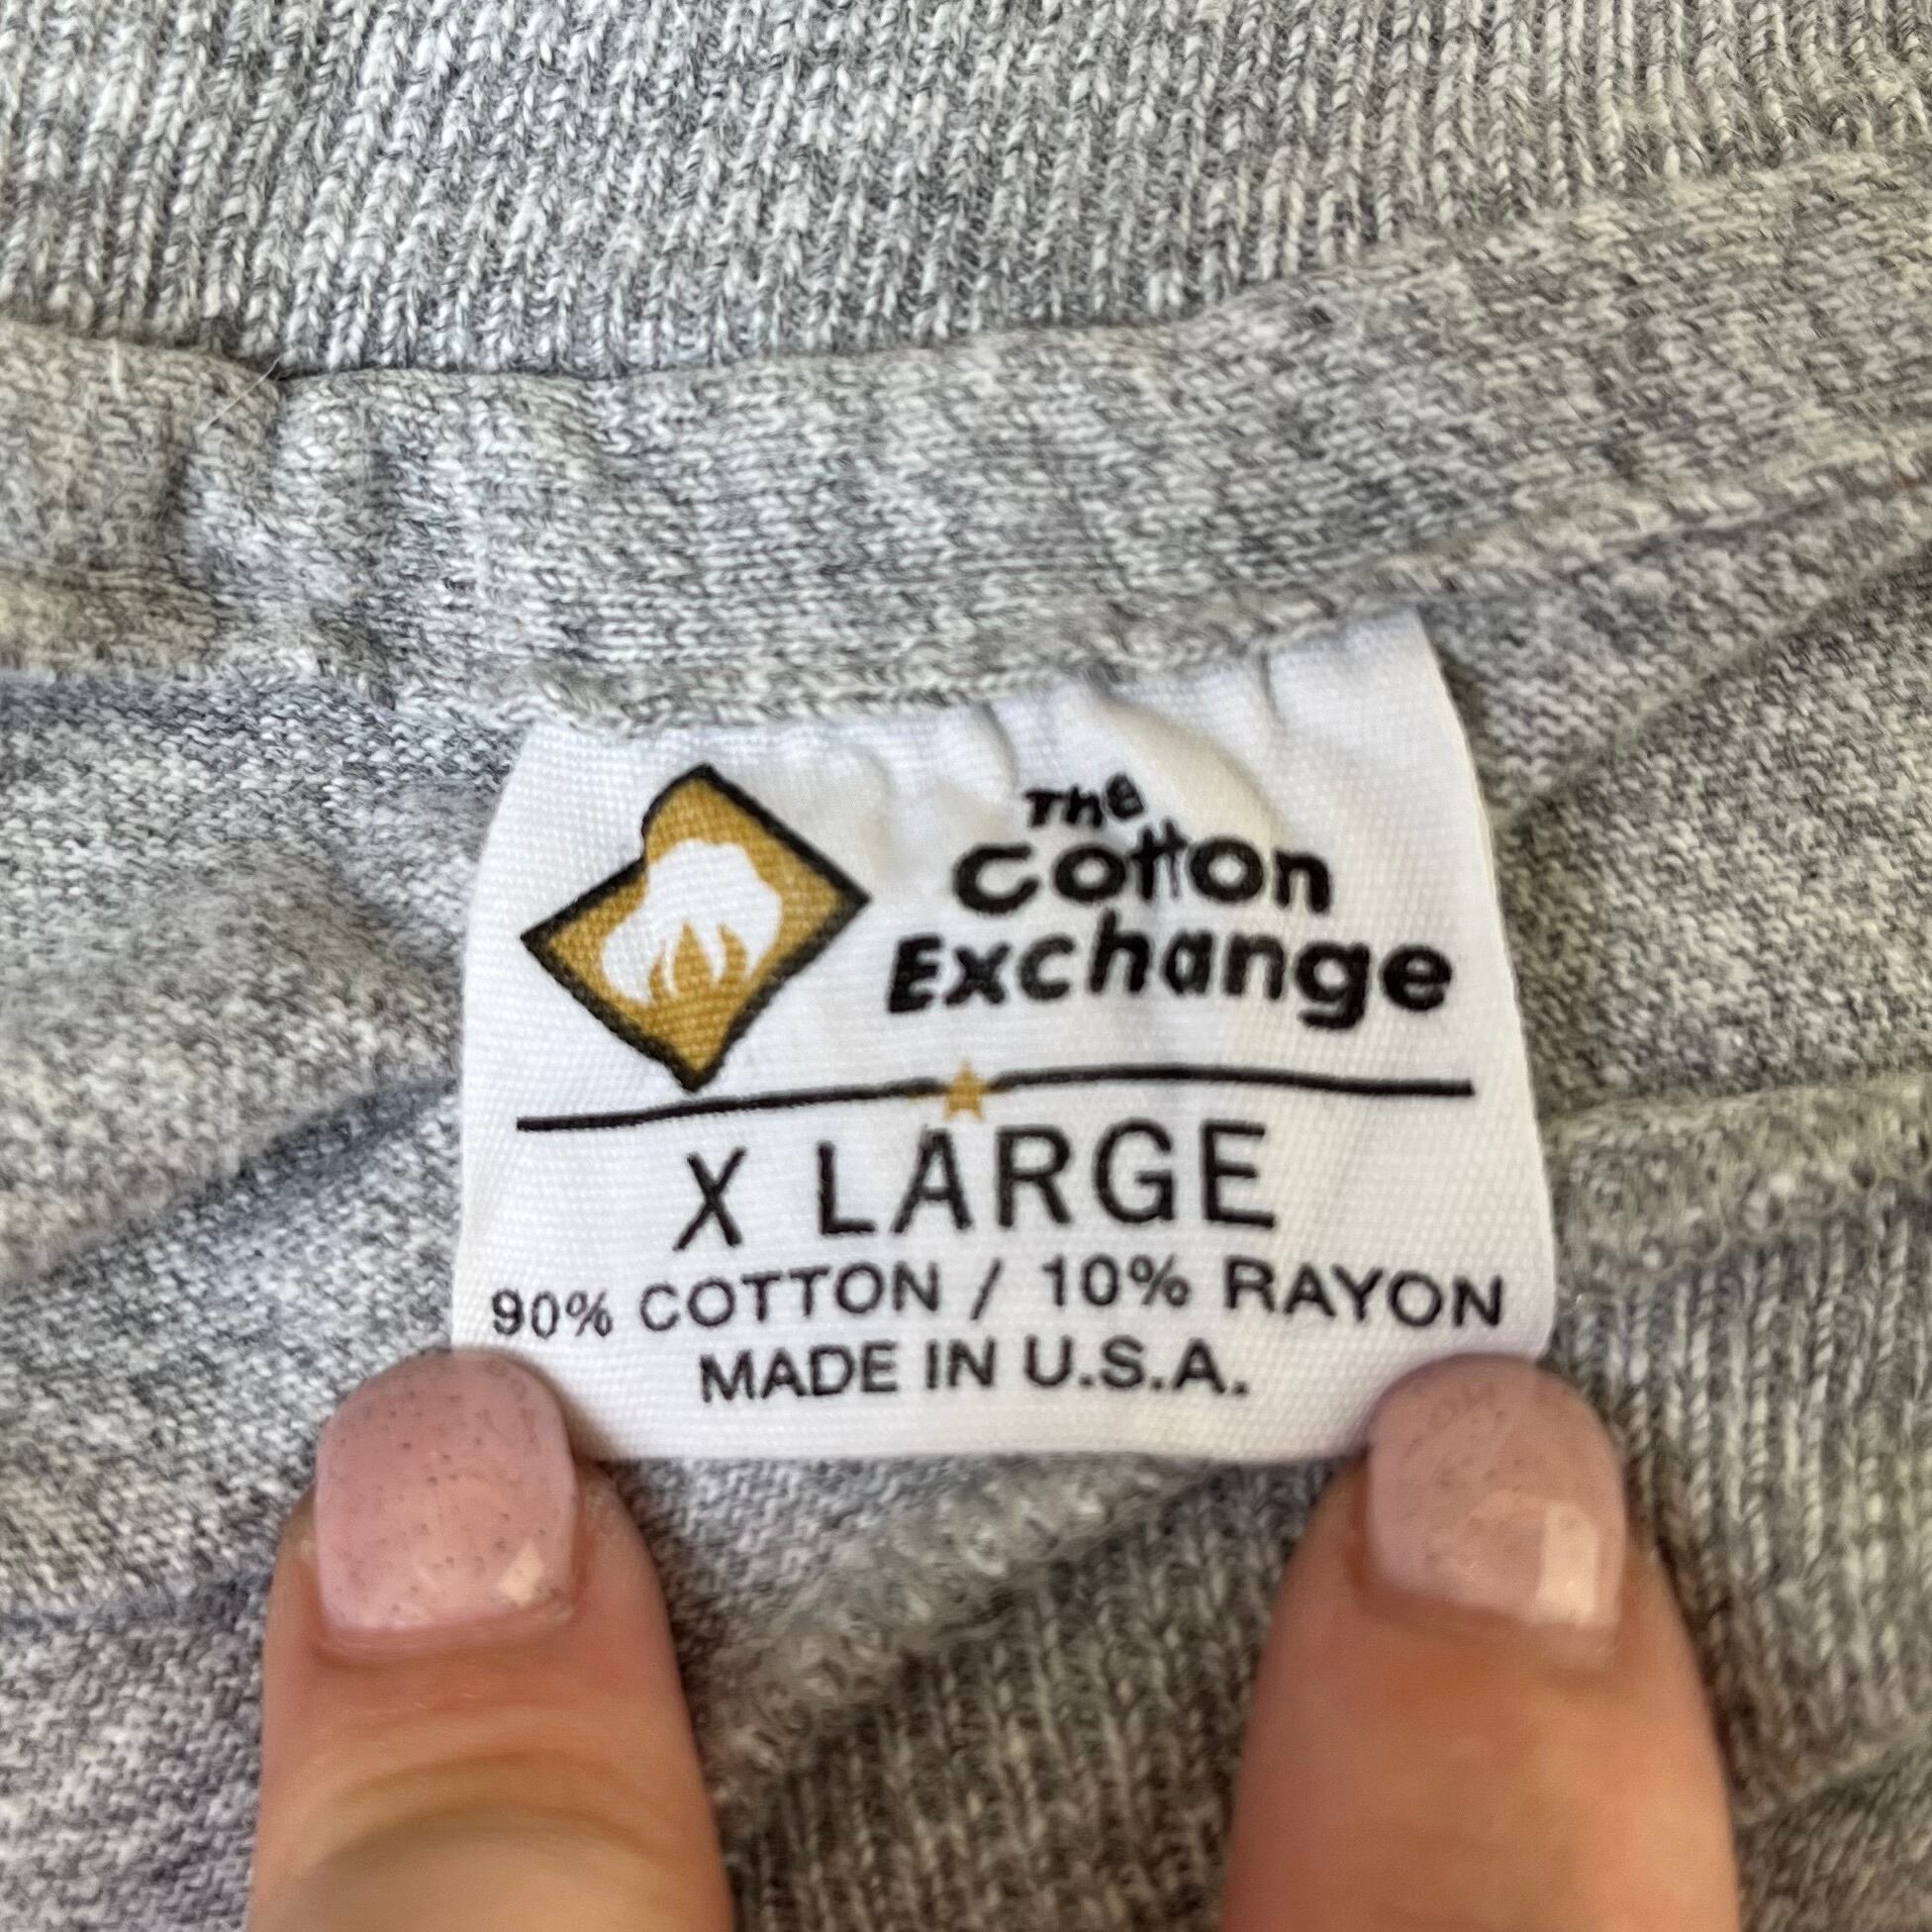 The
Cotton
Exchange
X LARGE
90% COTTON / 10% RAYON
MADE IN U.S.A.